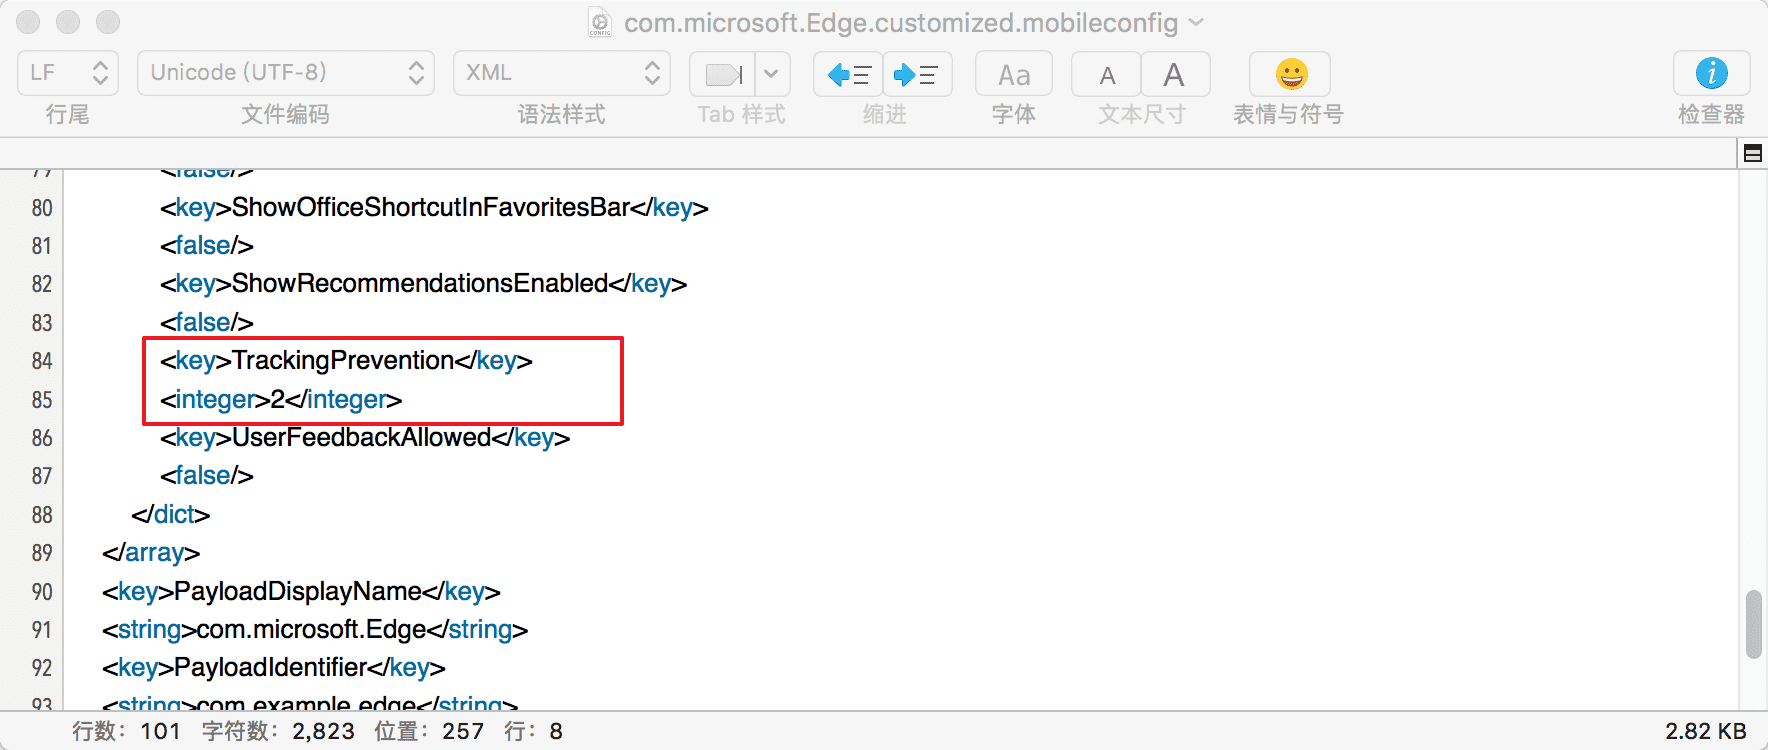 com.microsoft.Edge.customized.mobileconfig
LF Unicode (UTF-8) XML Aa A A
行尾 文件编码 语法样式 Tab 样式 缩进 字体 文本尺寸 表情与符号 检查器
79 <false/>
80 <key>ShowOfficeShortcutInFavoritesBar</key>
81 <false/>
82 <key>ShowRecommendationsEnabled</key>
83 <false/>
84 <key>TrackingPrevention</key>
85 <integer>2</integer>
86 <key>UserFeedbackAllowed</key>
87 <false/>
88 </dict>
89 </array>
90 <key>PayloadDisplayName</key>
91 <string>com.microsoft.Edge</string>
92 <key>PayloadIdentifier</key>
93 <string>com.example.edge</string>
行数: 101 字符数: 2,823 位置: 257 行: 8 2.82 KB